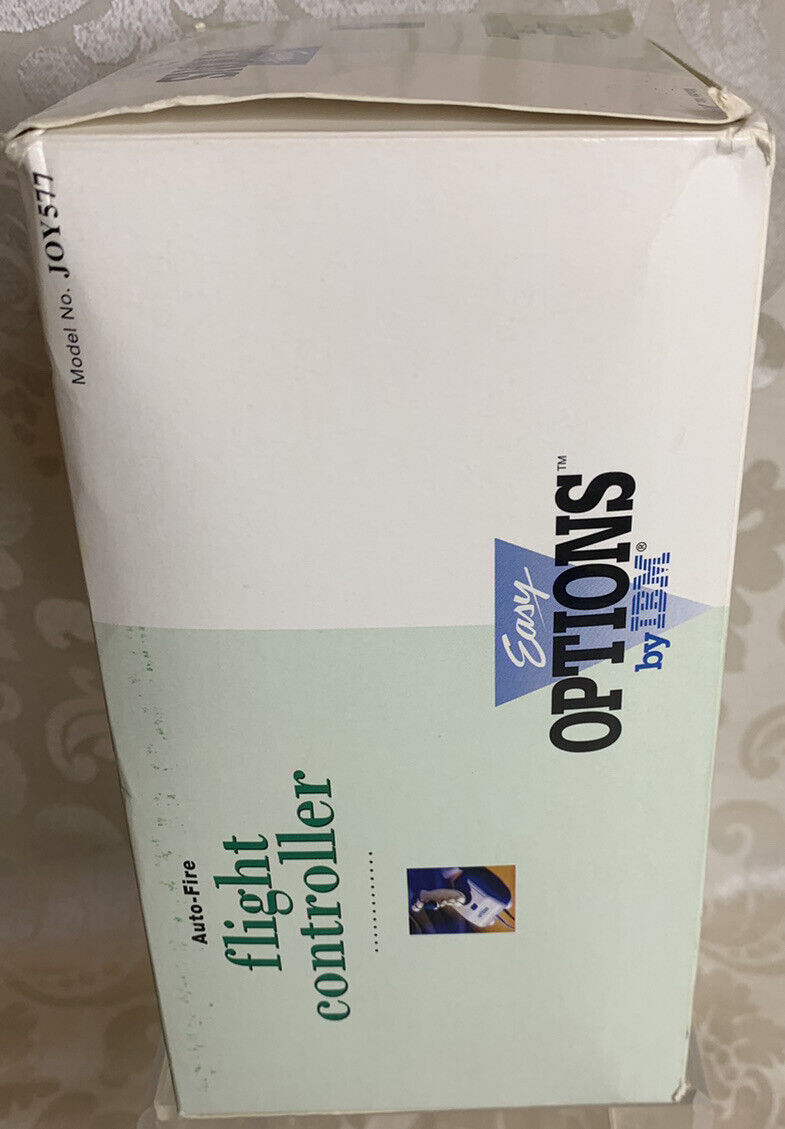 Model No. JOY577
Auto-Fire
flight
controller
Easy
OPTIONS™
by IBM®